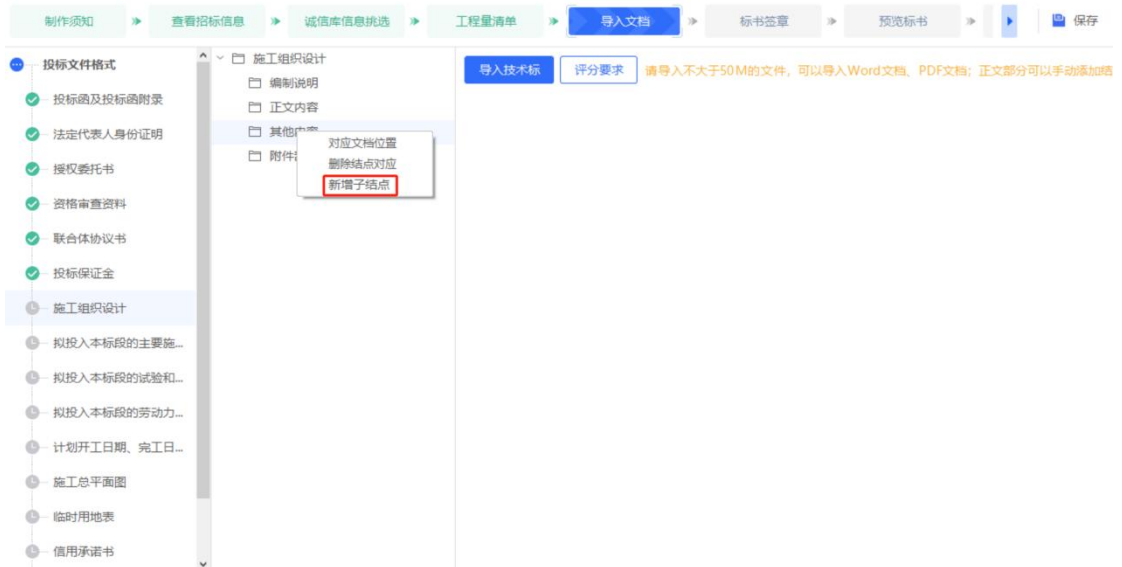 制作须知
查看招标信息
诚信库信息挑选
工程量清单
导入文档
标书签章
预览标书
保存
投标文件格式
投标函及投标函附录
法定代表人身份证明
授权委托书
资格审查资料
联合体协议书
投标保证金
施工组织设计
拟投入本标段的主要施...
拟投入本标段的试验和...
拟投入本标段的劳动力...
计划开工日期、完工日...
施工总平面图
临时用地表
信用承诺书
施工组织设计
编制说明
正文内容
其他内容
附件
对应文档位置
删除结点对应
新增子结点
导入技术标
评分要求
请导入不大于50M的文件，可以导入Word文档、PDF文档；正文部分可以手动添加结